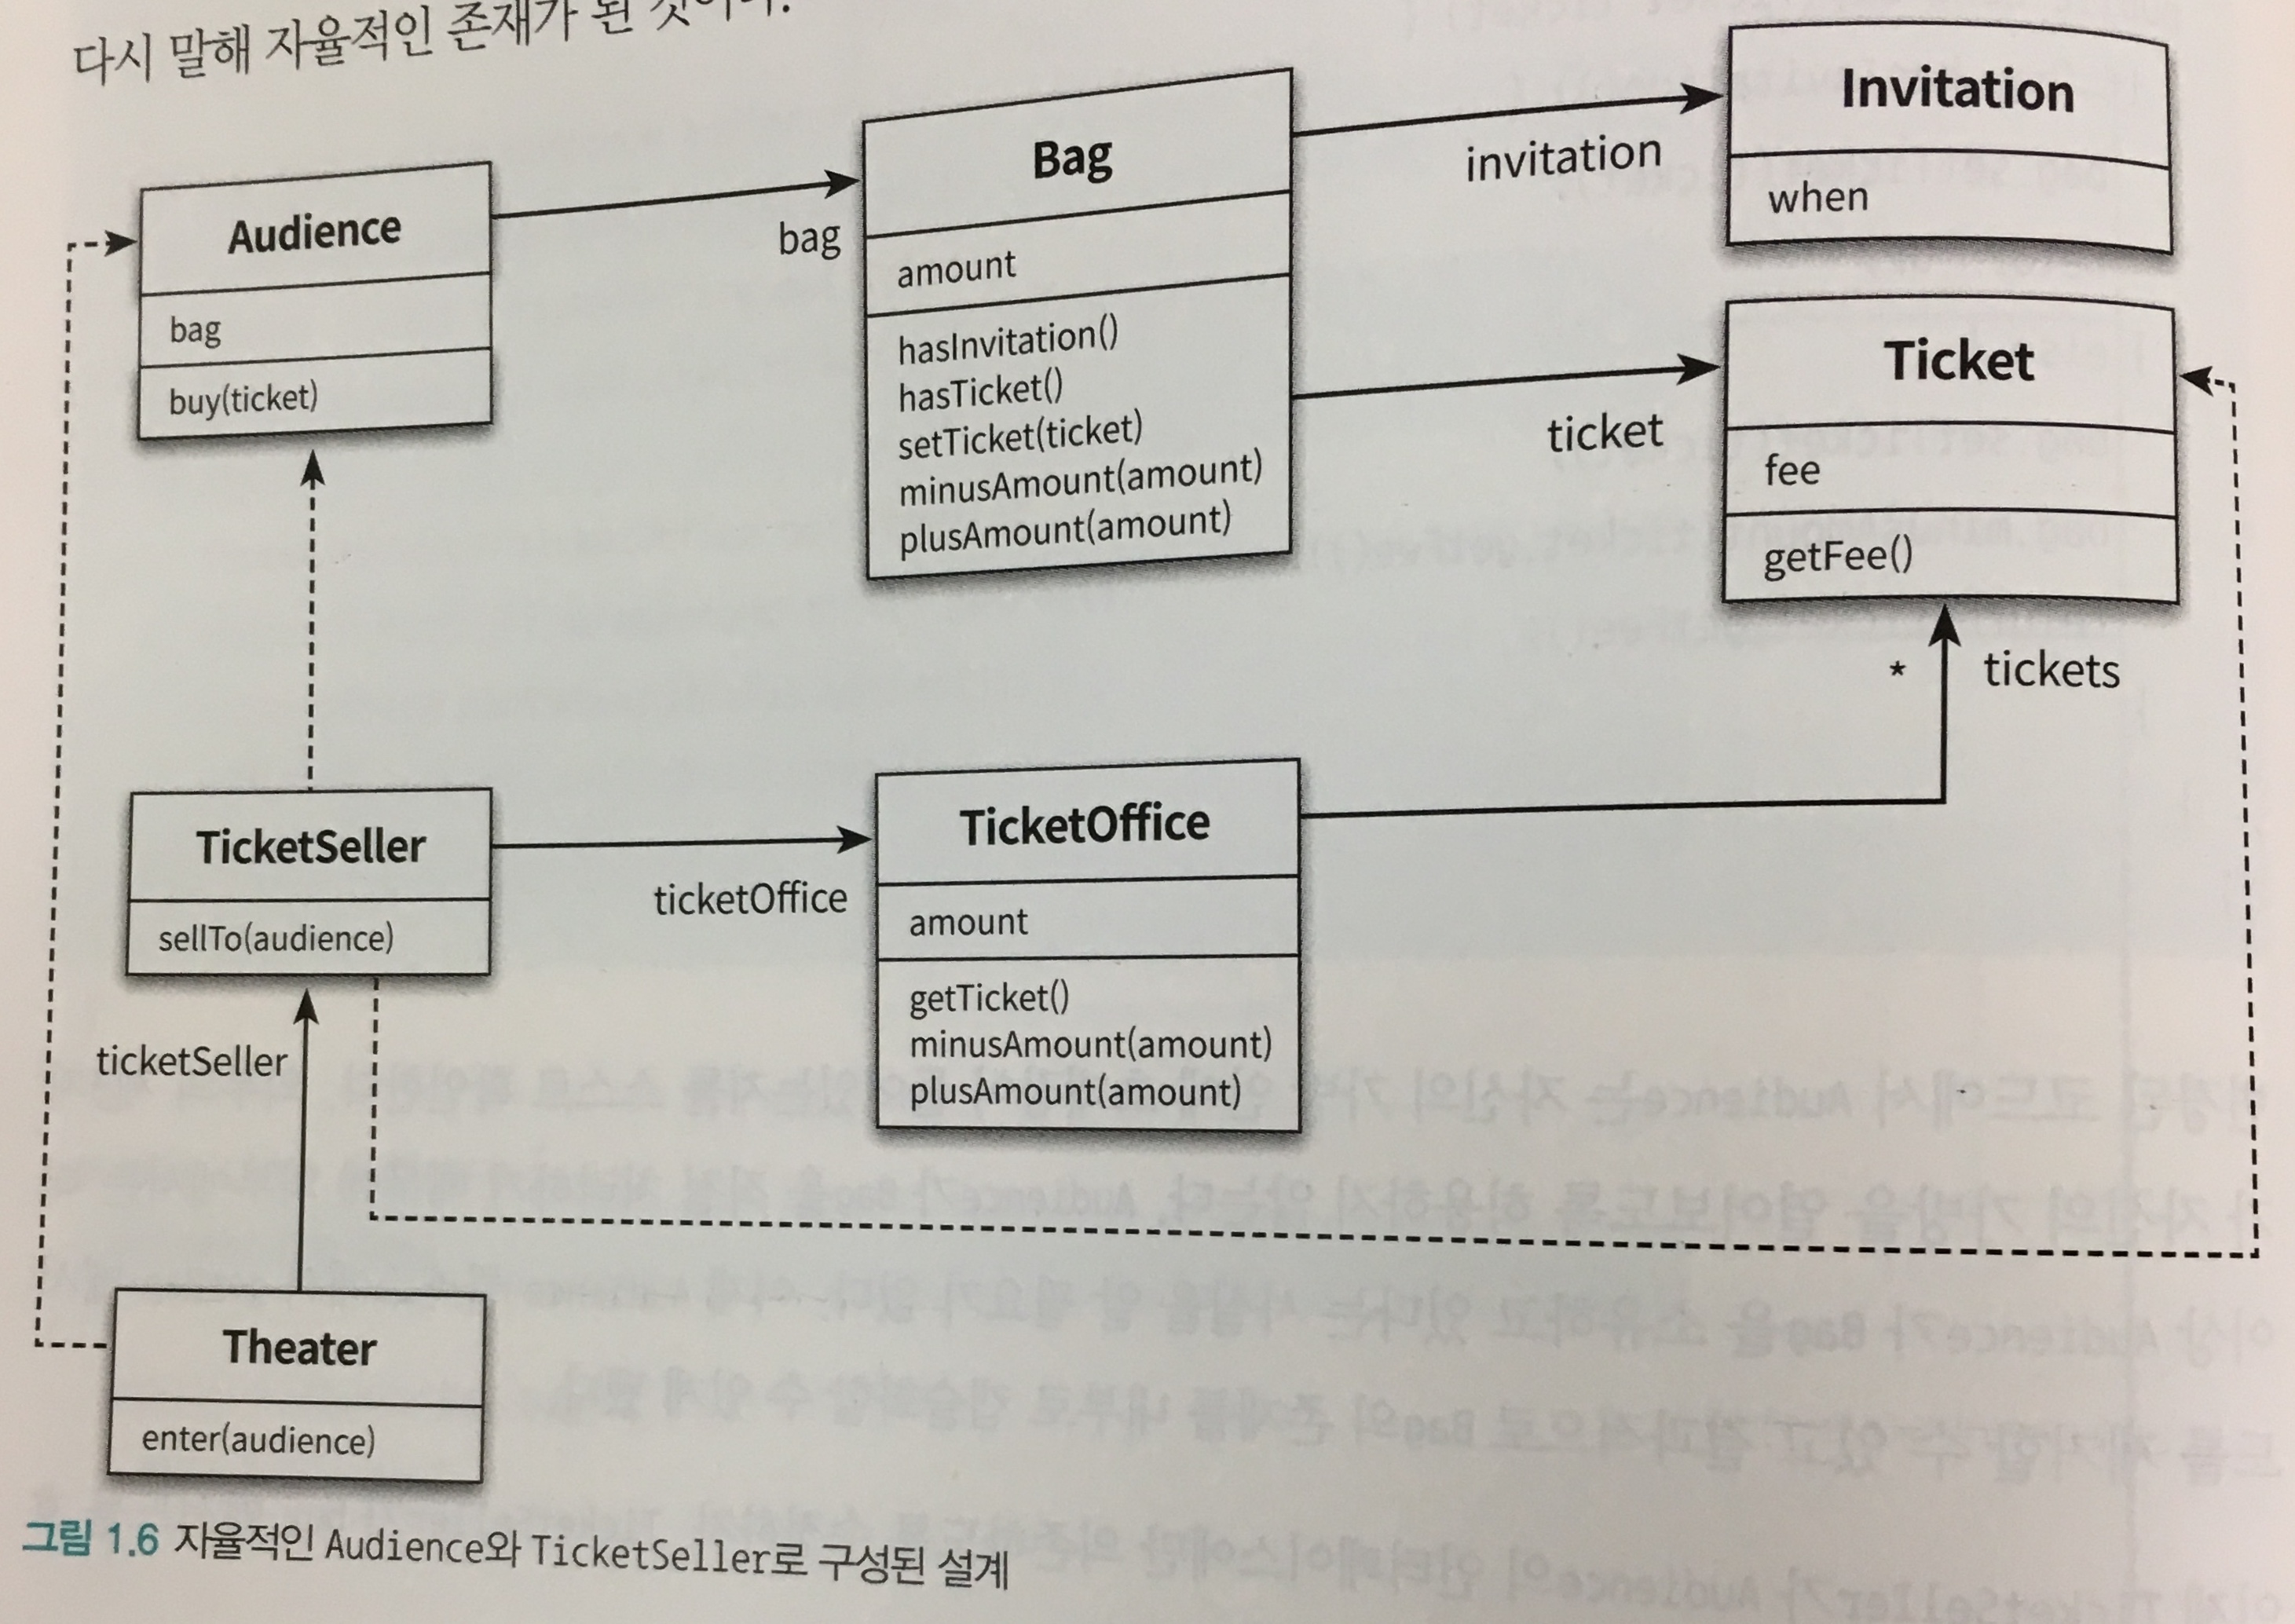 다시 말해 자율적인 존재가 된 것이다.
Invitation
when
invitation
Bag
amount
hasInvitation()
hasTicket()
setTicket(ticket)
minusAmount(amount)
plusAmount(amount)
Audience
bag
buy(ticket)
bag
Ticket
fee
getFee()
ticket
* tickets
TicketSeller
sellTo(audience)
ticketOffice
TicketOffice
amount
getTicket()
minusAmount(amount)
plusAmount(amount)
ticketSeller
Theater
enter(audience)
그림 1.6 자율적인 Audience와 TicketSeller로 구성된 설계